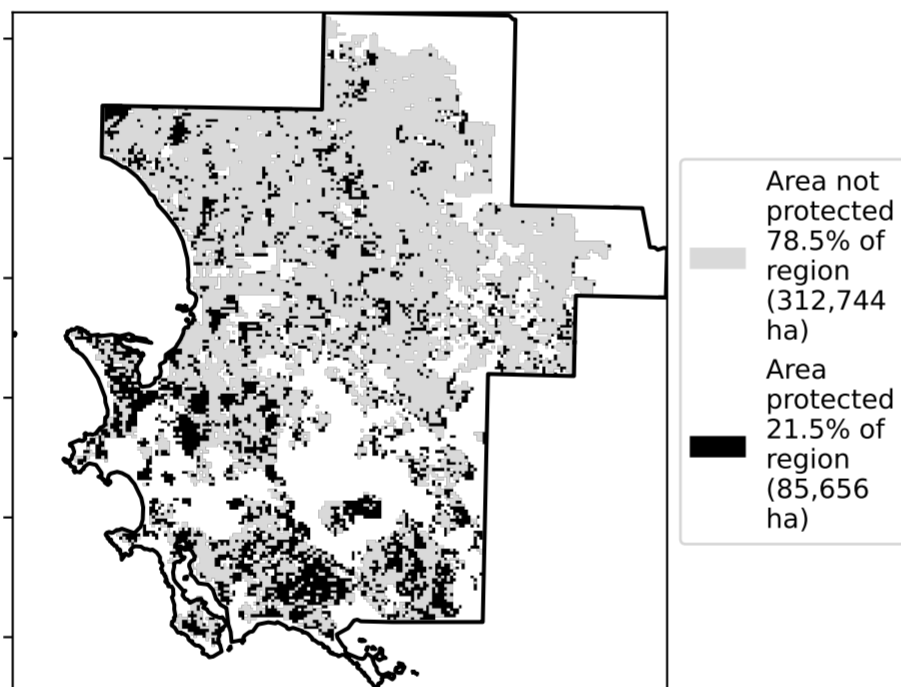 Area not
protected
78.5% of
region
(312,744
ha)
Area
protected
21.5% of
region
(85,656
ha)